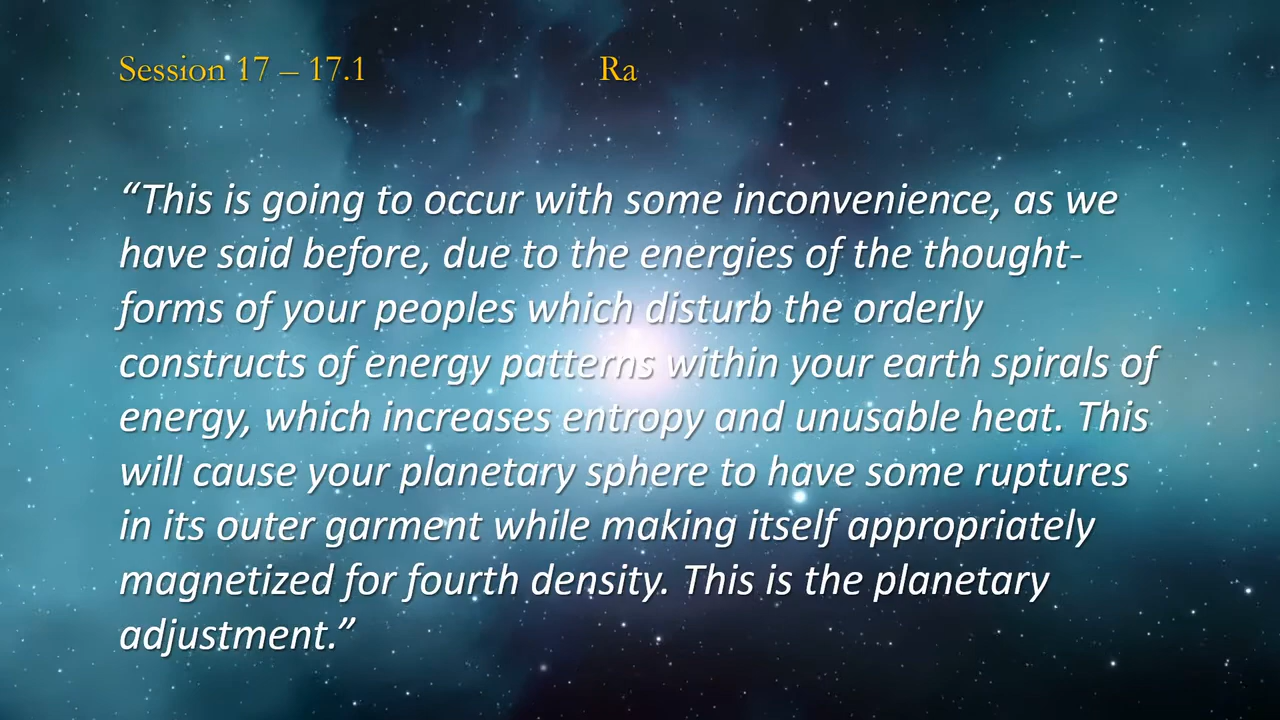 Session 17 – 17.1 Ra
“This is going to occur with some inconvenience, as we
have said before, due to the energies of the thought-
forms of your peoples which disturb the orderly
constructs of energy patterns within your earth spirals of
energy, which increases entropy and unusable heat. This
will cause your planetary sphere to have some ruptures
in its outer garment while making itself appropriately
magnetized for fourth density. This is the planetary
adjustment.”